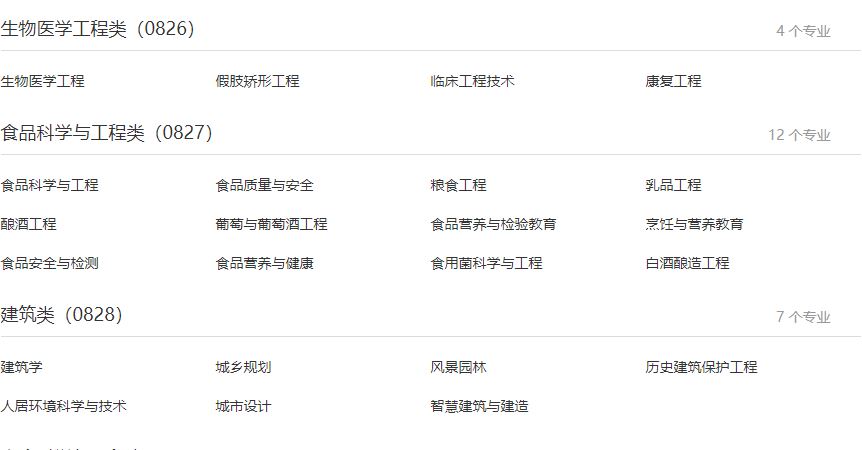 生物医学工程类（0826） 4 个专业
生物医学工程 假肢矫形工程 临床工程技术 康复工程
食品科学与工程类（0827） 12 个专业
食品科学与工程 食品质量与安全 粮食工程 乳品工程
酿酒工程 葡萄与葡萄酒工程 食品营养与检验教育 烹饪与营养教育
食品安全与检测 食品营养与健康 食用菌科学与工程 白酒酿造工程
建筑类（0828） 7 个专业
建筑学 城乡规划 风景园林 历史建筑保护工程
人居环境科学与技术 城市设计 智慧建筑与建造